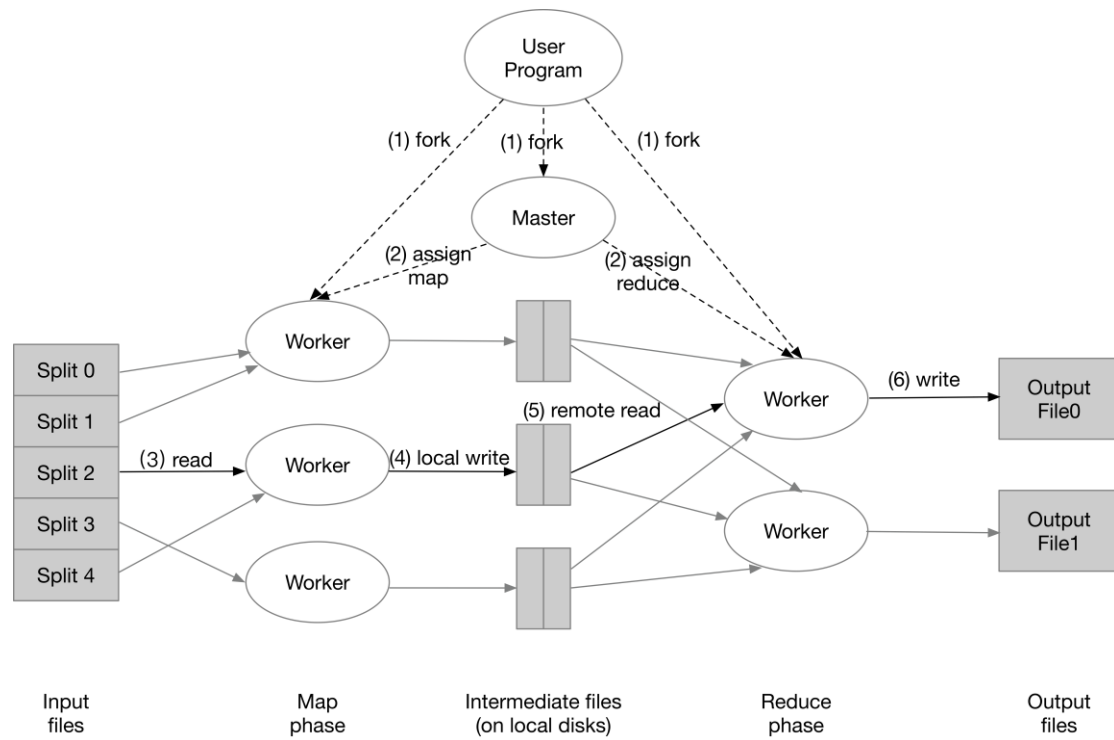 User
Program
(1) fork
(1) fork
(1) fork
Master
(2) assign
map
(2) assign
reduce
Worker
Split 0
Split 1
Split 2
Split 3
Split 4
(3) read
Worker
(4) local write
(5) remote read
Worker
(6) write
Output
File0
Worker
Output
File1
Worker
Input
files
Map
phase
Intermediate files
(on local disks)
Reduce
phase
Output
files